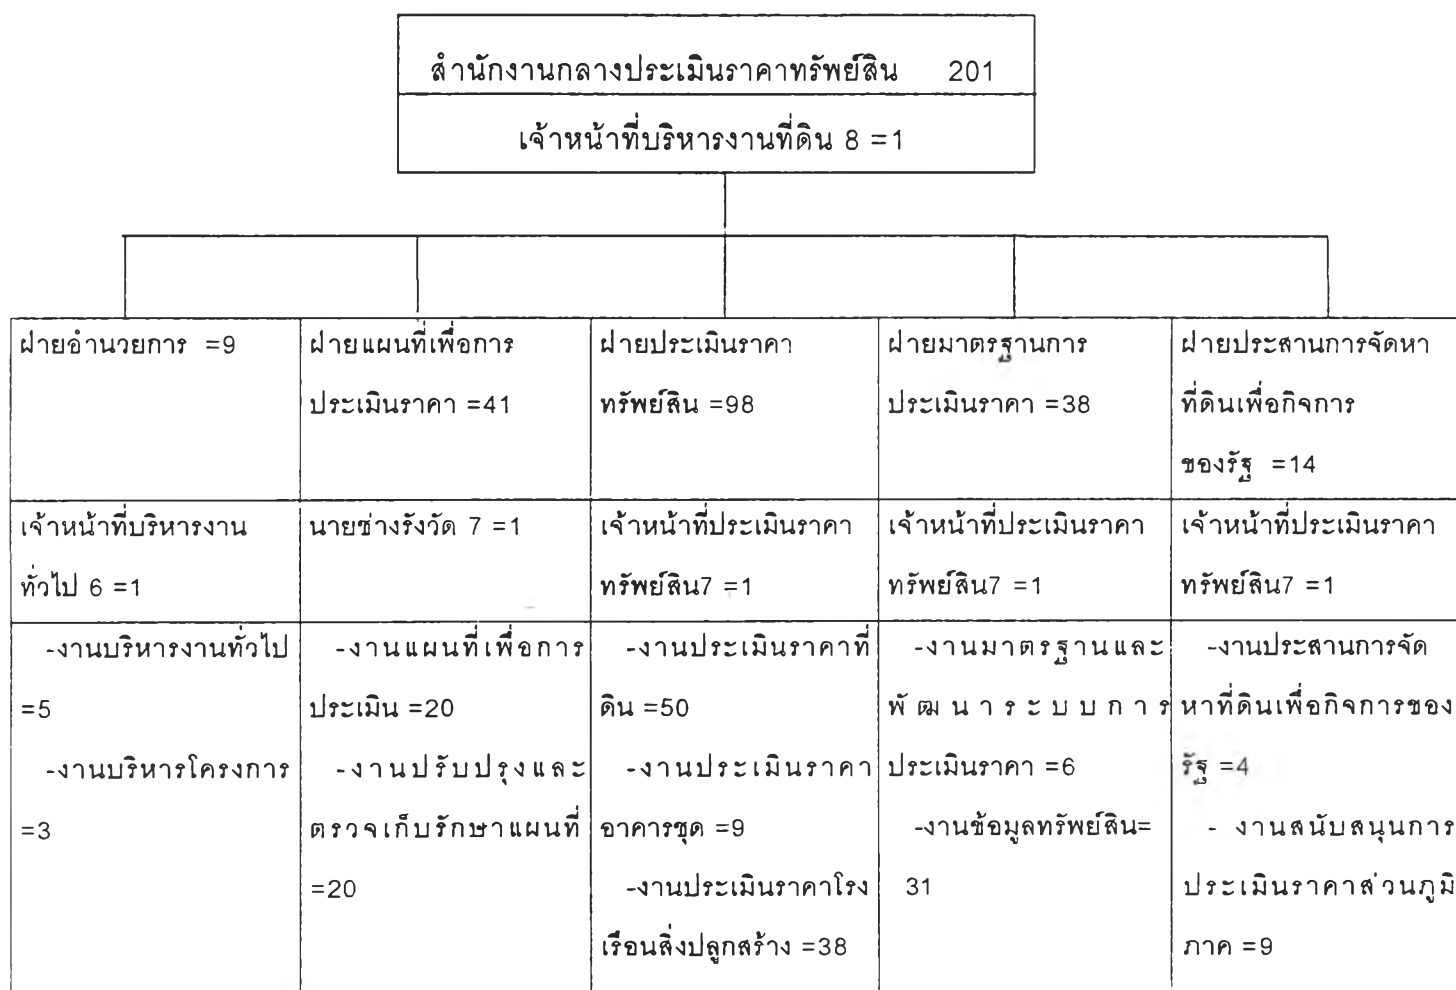 สำนักงานกลางประเมินราคาทรัพย์สิน 201
เจ้าหน้าที่บริหารงานที่ดิน 8 =1
ฝ่ายอำนวยการ =9
เจ้าหน้าที่บริหารงาน
ทั่วไป 6 =1
-งานบริหารงานทั่วไป
=5
-งานบริหารโครงการ
=3
ฝ่ายแผนที่เพื่อการ
ประเมินราคา =41
นายช่างรังวัด 7 =1
-งานแผนที่เพื่อการ
ประเมิน =20
-งานปรับปรุงและ
ตรวจเก็บรักษาแผนที่
=20
ฝ่ายประเมินราคา
ทรัพย์สิน =98
เจ้าหน้าที่ประเมินราคา
ทรัพย์สิน7 =1
-งานประเมินราคาที่
ดิน =50
-งานประเมินราคา
อาคารชุด =9
-งานประเมินราคาโรง
เรือนสิ่งปลูกสร้าง =38
ฝ่ายมาตรฐานการ
ประเมินราคา =38
เจ้าหน้าที่ประเมินราคา
ทรัพย์สิน7 =1
-งานมาตรฐานและ
พัฒนาระบบการ
ประเมินราคา =6
-งานข้อมูลทรัพย์สิน=
31
ฝ่ายประสานการจัดหา
ที่ดินเพื่อกิจการ
ของรัฐ =14
เจ้าหน้าที่ประเมินราคา
ทรัพย์สิน7 =1
-งานประสานการจัด
หาที่ดินเพื่อกิจการของ
รัฐ =4
- งานสนับสนุนการ
ประเมินราคาส่วนภูมิ
ภาค =9